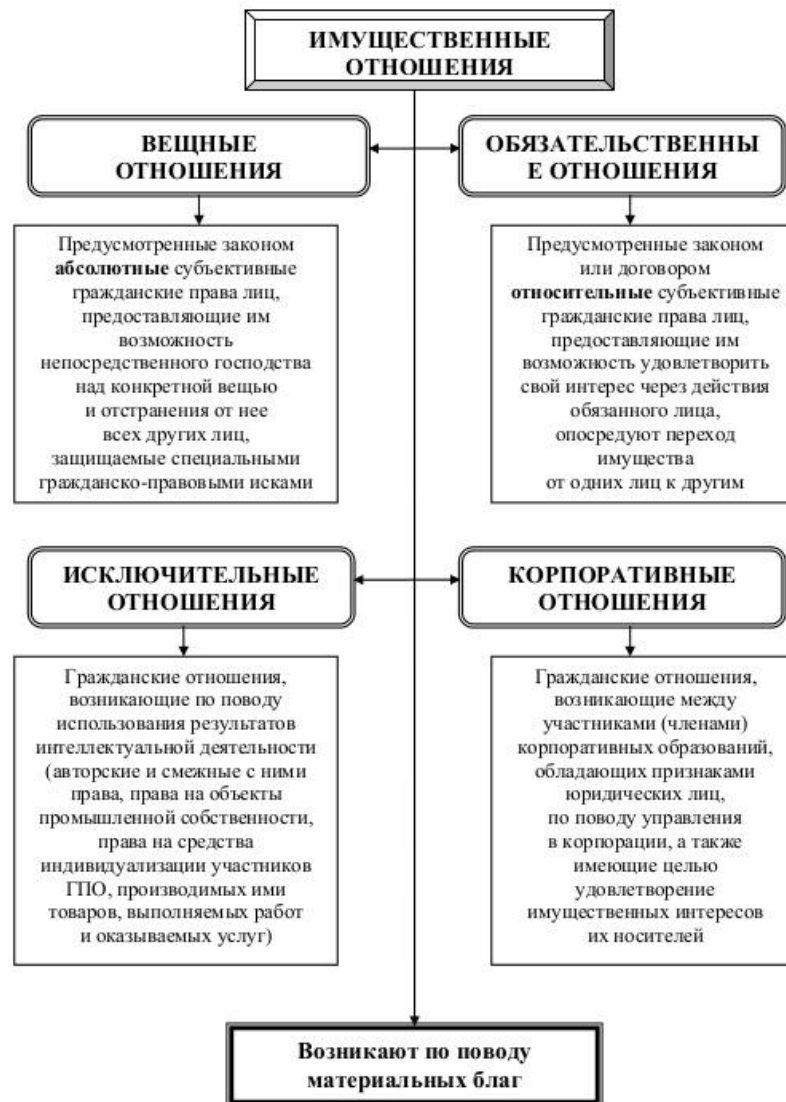 ИМУЩЕСТВЕННЫЕ
ОТНОШЕНИЯ
ВЕЩНЫЕ
ОТНОШЕНИЯ
Предусмотренные законом
абсолютные субъективные
гражданские права лиц,
предоставляющие им
возможность
непосредственного господства
над конкретной вещью
и отстранения от нее
всех других лиц,
защищаемые специальными
гражданско-правовыми исками
ОБЯЗАТЕЛЬСТВЕННЫ
Е ОТНОШЕНИЯ
Предусмотренные законом
или договором
относительные субъективные
гражданские права лиц,
предоставляющие им
возможность удовлетворить
свой интерес через действия
обязанного лица,
опосредуют переход
имущества
от одних лиц к другим
ИСКЛЮЧИТЕЛЬНЫЕ
ОТНОШЕНИЯ
Гражданские отношения,
возникающие по поводу
использования результатов
интеллектуальной деятельности
(авторские и смежные с ними
права, права на объекты
промышленной собственности,
права на средства
индивидуализации участников
ГПО, производимых ими
товаров, выполняемых работ
и оказываемых услуг)
КОРПОРАТИВНЫЕ
ОТНОШЕНИЯ
Гражданские отношения,
возникающие между
участниками (членами)
корпоративных образований,
обладающих признаками
юридических лиц,
по поводу управления
в корпорации, а также
имеющие целью
удовлетворение
имущественных интересов
их носителей
Возникают по поводу
материальных благ